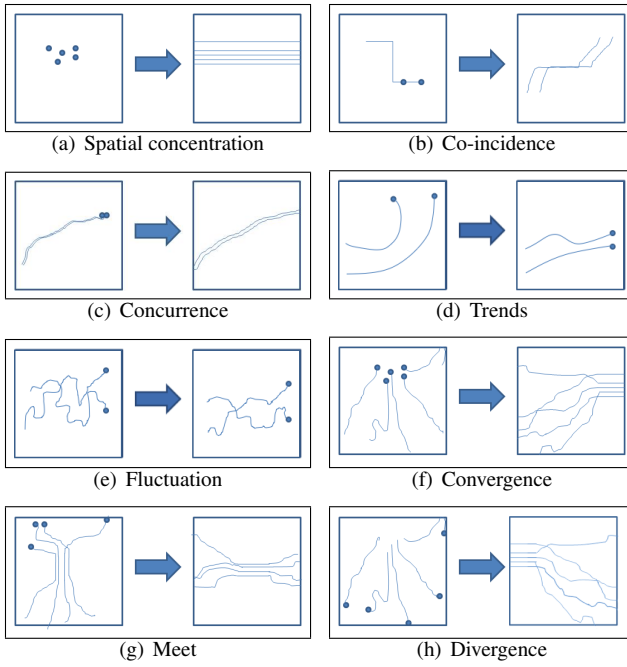 (a) Spatial concentration
(b) Co-incidence
(c) Concurrence
(d) Trends
(e) Fluctuation
(f) Convergence
(g) Meet
(h) Divergence